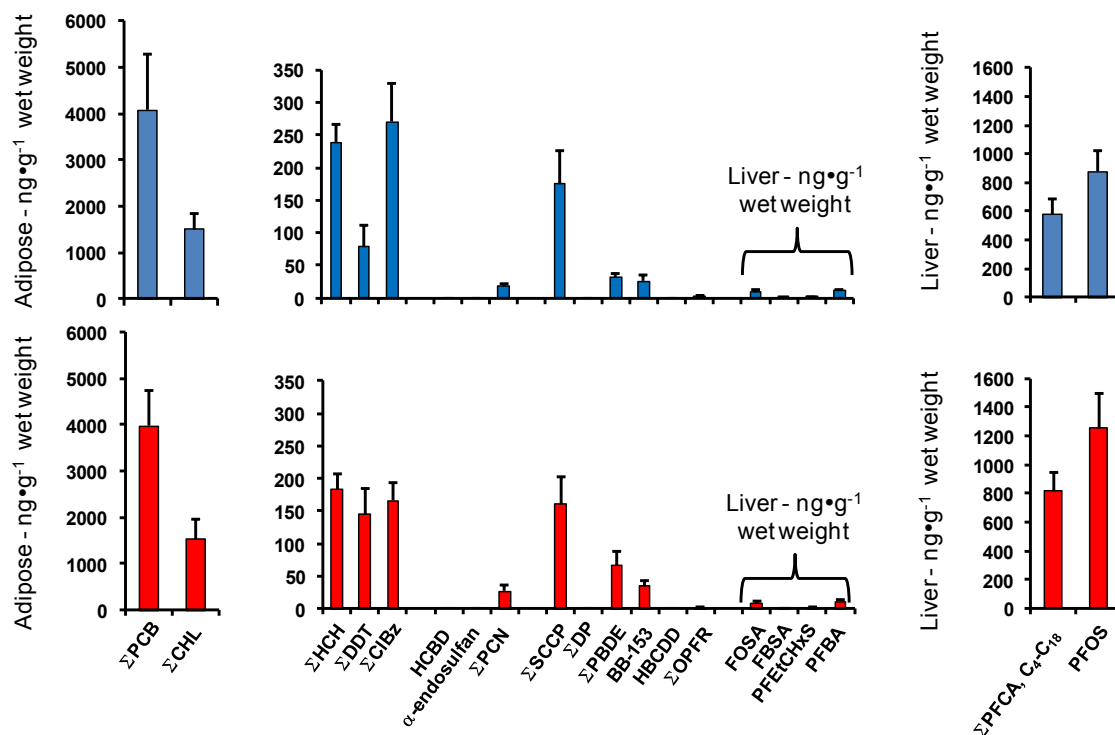 Adipose - ng•g-1 wet weight
6000
5000
4000
3000
2000
1000
0
350
300
250
200
150
100
50
0
Liver - ng•g-1
wet weight
Liver - ng•g-1 wet weight
1600
1400
1200
1000
800
600
400
200
0
Adipose - ng•g-1 wet weight
6000
5000
4000
3000
2000
1000
0
ΣPCB
ΣCHL
350
300
250
200
150
100
50
0
Liver - ng•g-1
wet weight
ΣHCH
ΣDDT
ΣClBz
HCBD
α-endosulfan
ΣPCN
ΣSCCP
ΣDP
ΣPBDE
BB-153
HBCDD
ΣOPFR
FOSA
FBSA
PFEtCHxS
PFBA
Liver - ng•g-1 wet weight
1600
1400
1200
1000
800
600
400
200
0
ΣPFCA, C4-C18
PFOS